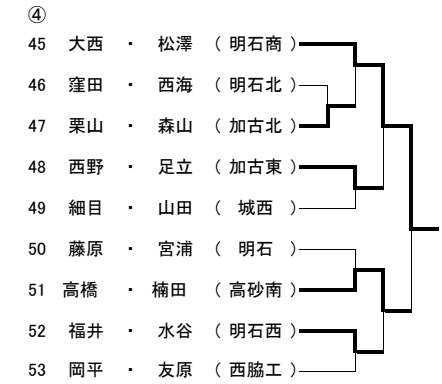 ④
45 大西 ・ 松澤 ( 明石商 )
46 窪田 ・ 西海 ( 明石北 )
47 栗山 ・ 森山 ( 加古北 )
48 西野 ・ 足立 ( 加古東 )
49 細目 ・ 山田 ( 城西 )
50 藤原 ・ 宮浦 ( 明石 )
51 高橋 ・ 楠田 ( 高砂南 )
52 福井 ・ 水谷 ( 明石西 )
53 岡平 ・ 友原 ( 西脇工 )